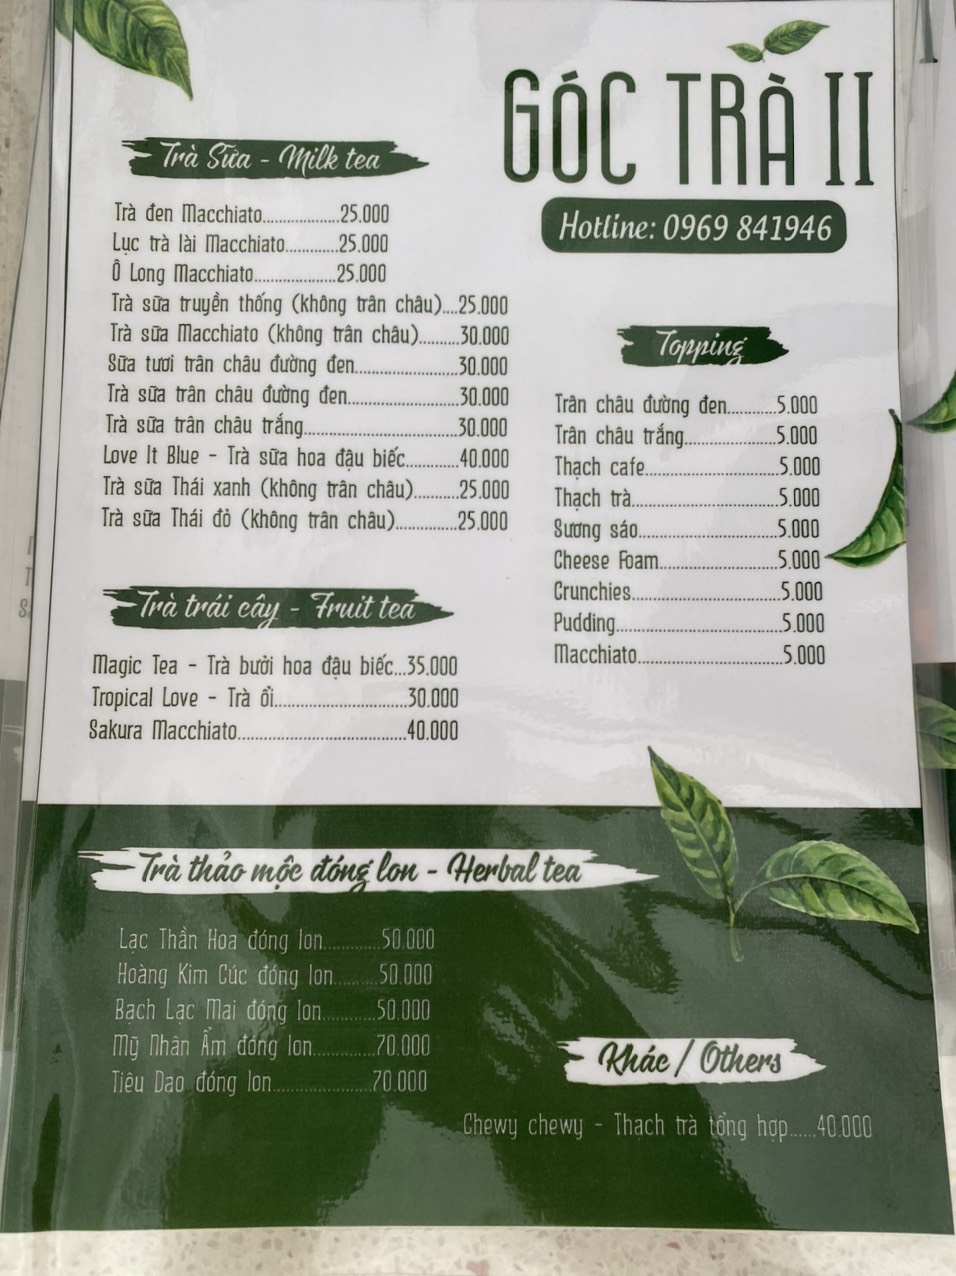 GÓC TRÀ II
Hotline: 0969 841946
Trà Sữa - Milk tea
Trà đen Macchiato.................25.000
Lục trà lài Macchiato............25.000
Ô Long Macchiato..................25.000
Trà sữa truyền thống (không trân châu)....25.000
Trà sữa Macchiato (không trân châu).........30.000
Sữa tươi trân châu đường đen.......................30.000
Trà sữa trân châu đường đen.........................30.000
Trà sữa trân châu trắng..................................30.000
Love It Blue - Trà sữa hoa đậu biếc............40.000
Trà sữa Thái xanh (không trân châu)..........25.000
Trà sữa Thái đỏ (không trân châu)..............25.000
Topping
Trân châu đường đen...........5.000
Trân châu trắng.....................5.000
Thạch cafe..............................5.000
Thạch trà.................................5.000
Sương sáo................................5.000
Cheese Foam...........................5.000
Crunchies.................................5.000
Pudding.....................................5.000
Macchiato................................5.000
Trà trái cây - Fruit tea
Magic Tea - Trà bưởi hoa đậu biếc...35.000
Tropical Love - Trà ổi.............................30.000
Sakura Macchiato.....................................40.000
Trà thảo mộc đóng lon - Herbal tea
Lạc Thần Hoa đóng lon.............50.000
Hoàng Kim Cúc đóng lon..........50.000
Bạch Lạc Mai đóng lon............50.000
Mỹ Nhân Ẩm đóng lon..............70.000
Tiêu Dao đóng lon......................70.000
Khác / Others
Chewy chewy - Thạch trà tổng hợp......40.000